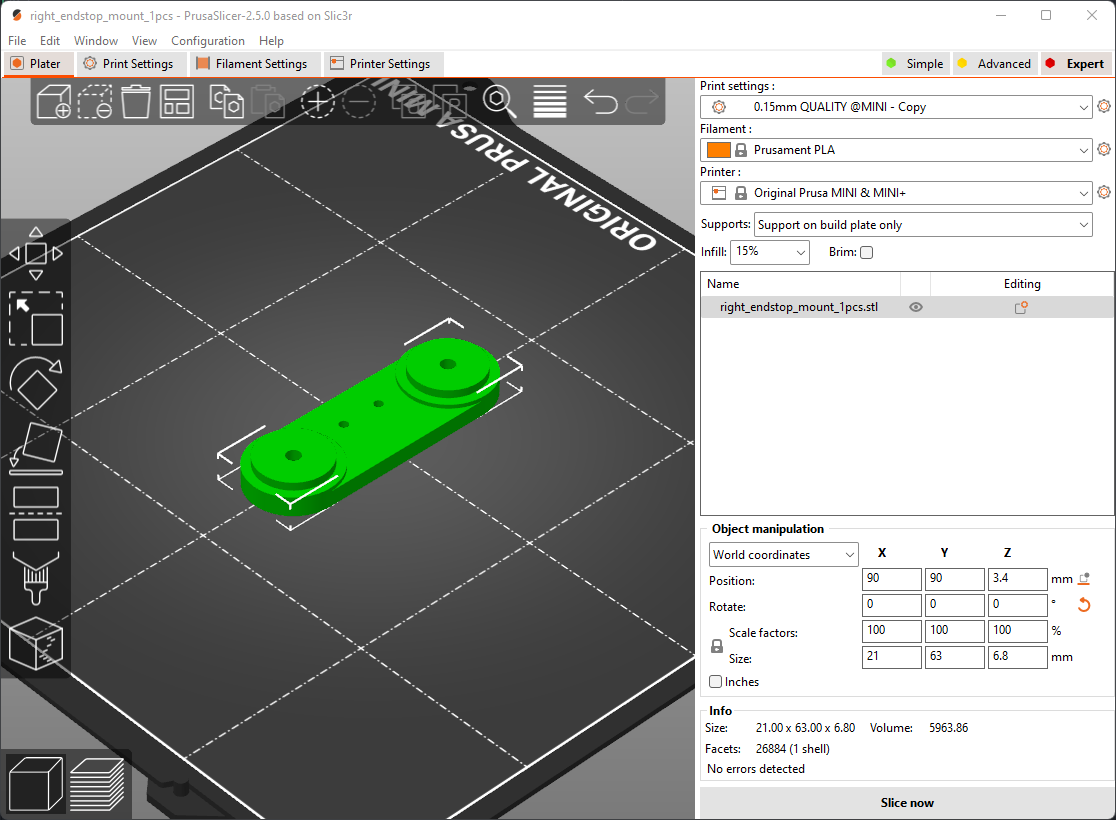 right_endstop_mount_1pcs - PrusaSlicer-2.5.0 based on Slic3r
File Edit Window View Configuration Help
Plater Print Settings Filament Settings Printer Settings Simple Advanced Expert
ORIGINAL PRUSA MINI
Print settings :
0.15mm QUALITY @MINI - Copy
Filament :
Prusament PLA
Printer :
Original Prusa MINI & MINI+
Supports: Support on build plate only
Infill: 15% Brim:
Name Editing
right_endstop_mount_1pcs.stl
Object manipulation
World coordinates X Y Z
Position: 90 90 3.4 mm
Rotate: 0 0 0 °
Scale factors: 100 100 100 %
Size: 21 63 6.8 mm
Inches
Info
Size: 21.00 x 63.00 x 6.80 Volume: 5963.86
Facets: 26884 (1 shell)
No errors detected
Slice now